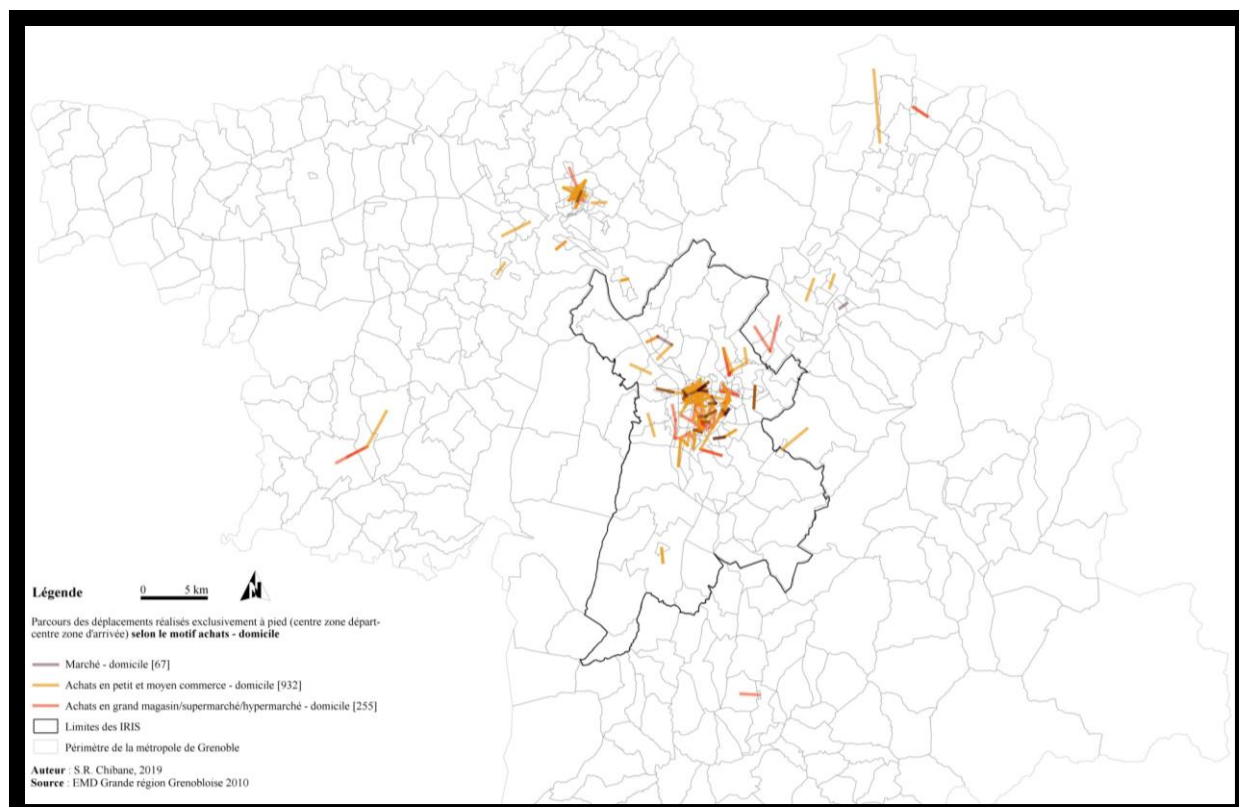 Légende
0 5 km
N
Parcours des déplacements réalisés exclusivement à pied (centre zone départ-
centre zone d'arrivée) selon le motif achats - domicile
Marché - domicile [67]
Achats en petit et moyen commerce - domicile [932]
Achats en grand magasin/supermarché/hypermarché - domicile [255]
Limites des IRIS
Périmètre de la métropole de Grenoble
Auteur : S.R. Chibane, 2019
Source : EMD Grande région Grenobloise 2010